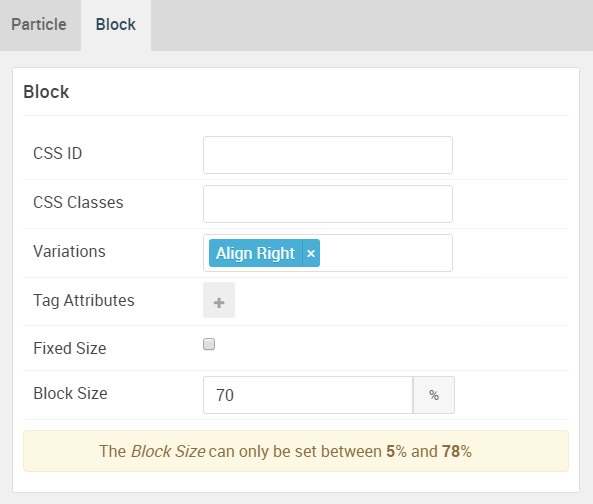 Particle Block
Block
CSS ID
CSS Classes
Variations Align Right ×
Tag Attributes +
Fixed Size
Block Size 70 %
The Block Size can only be set between 5% and 78%